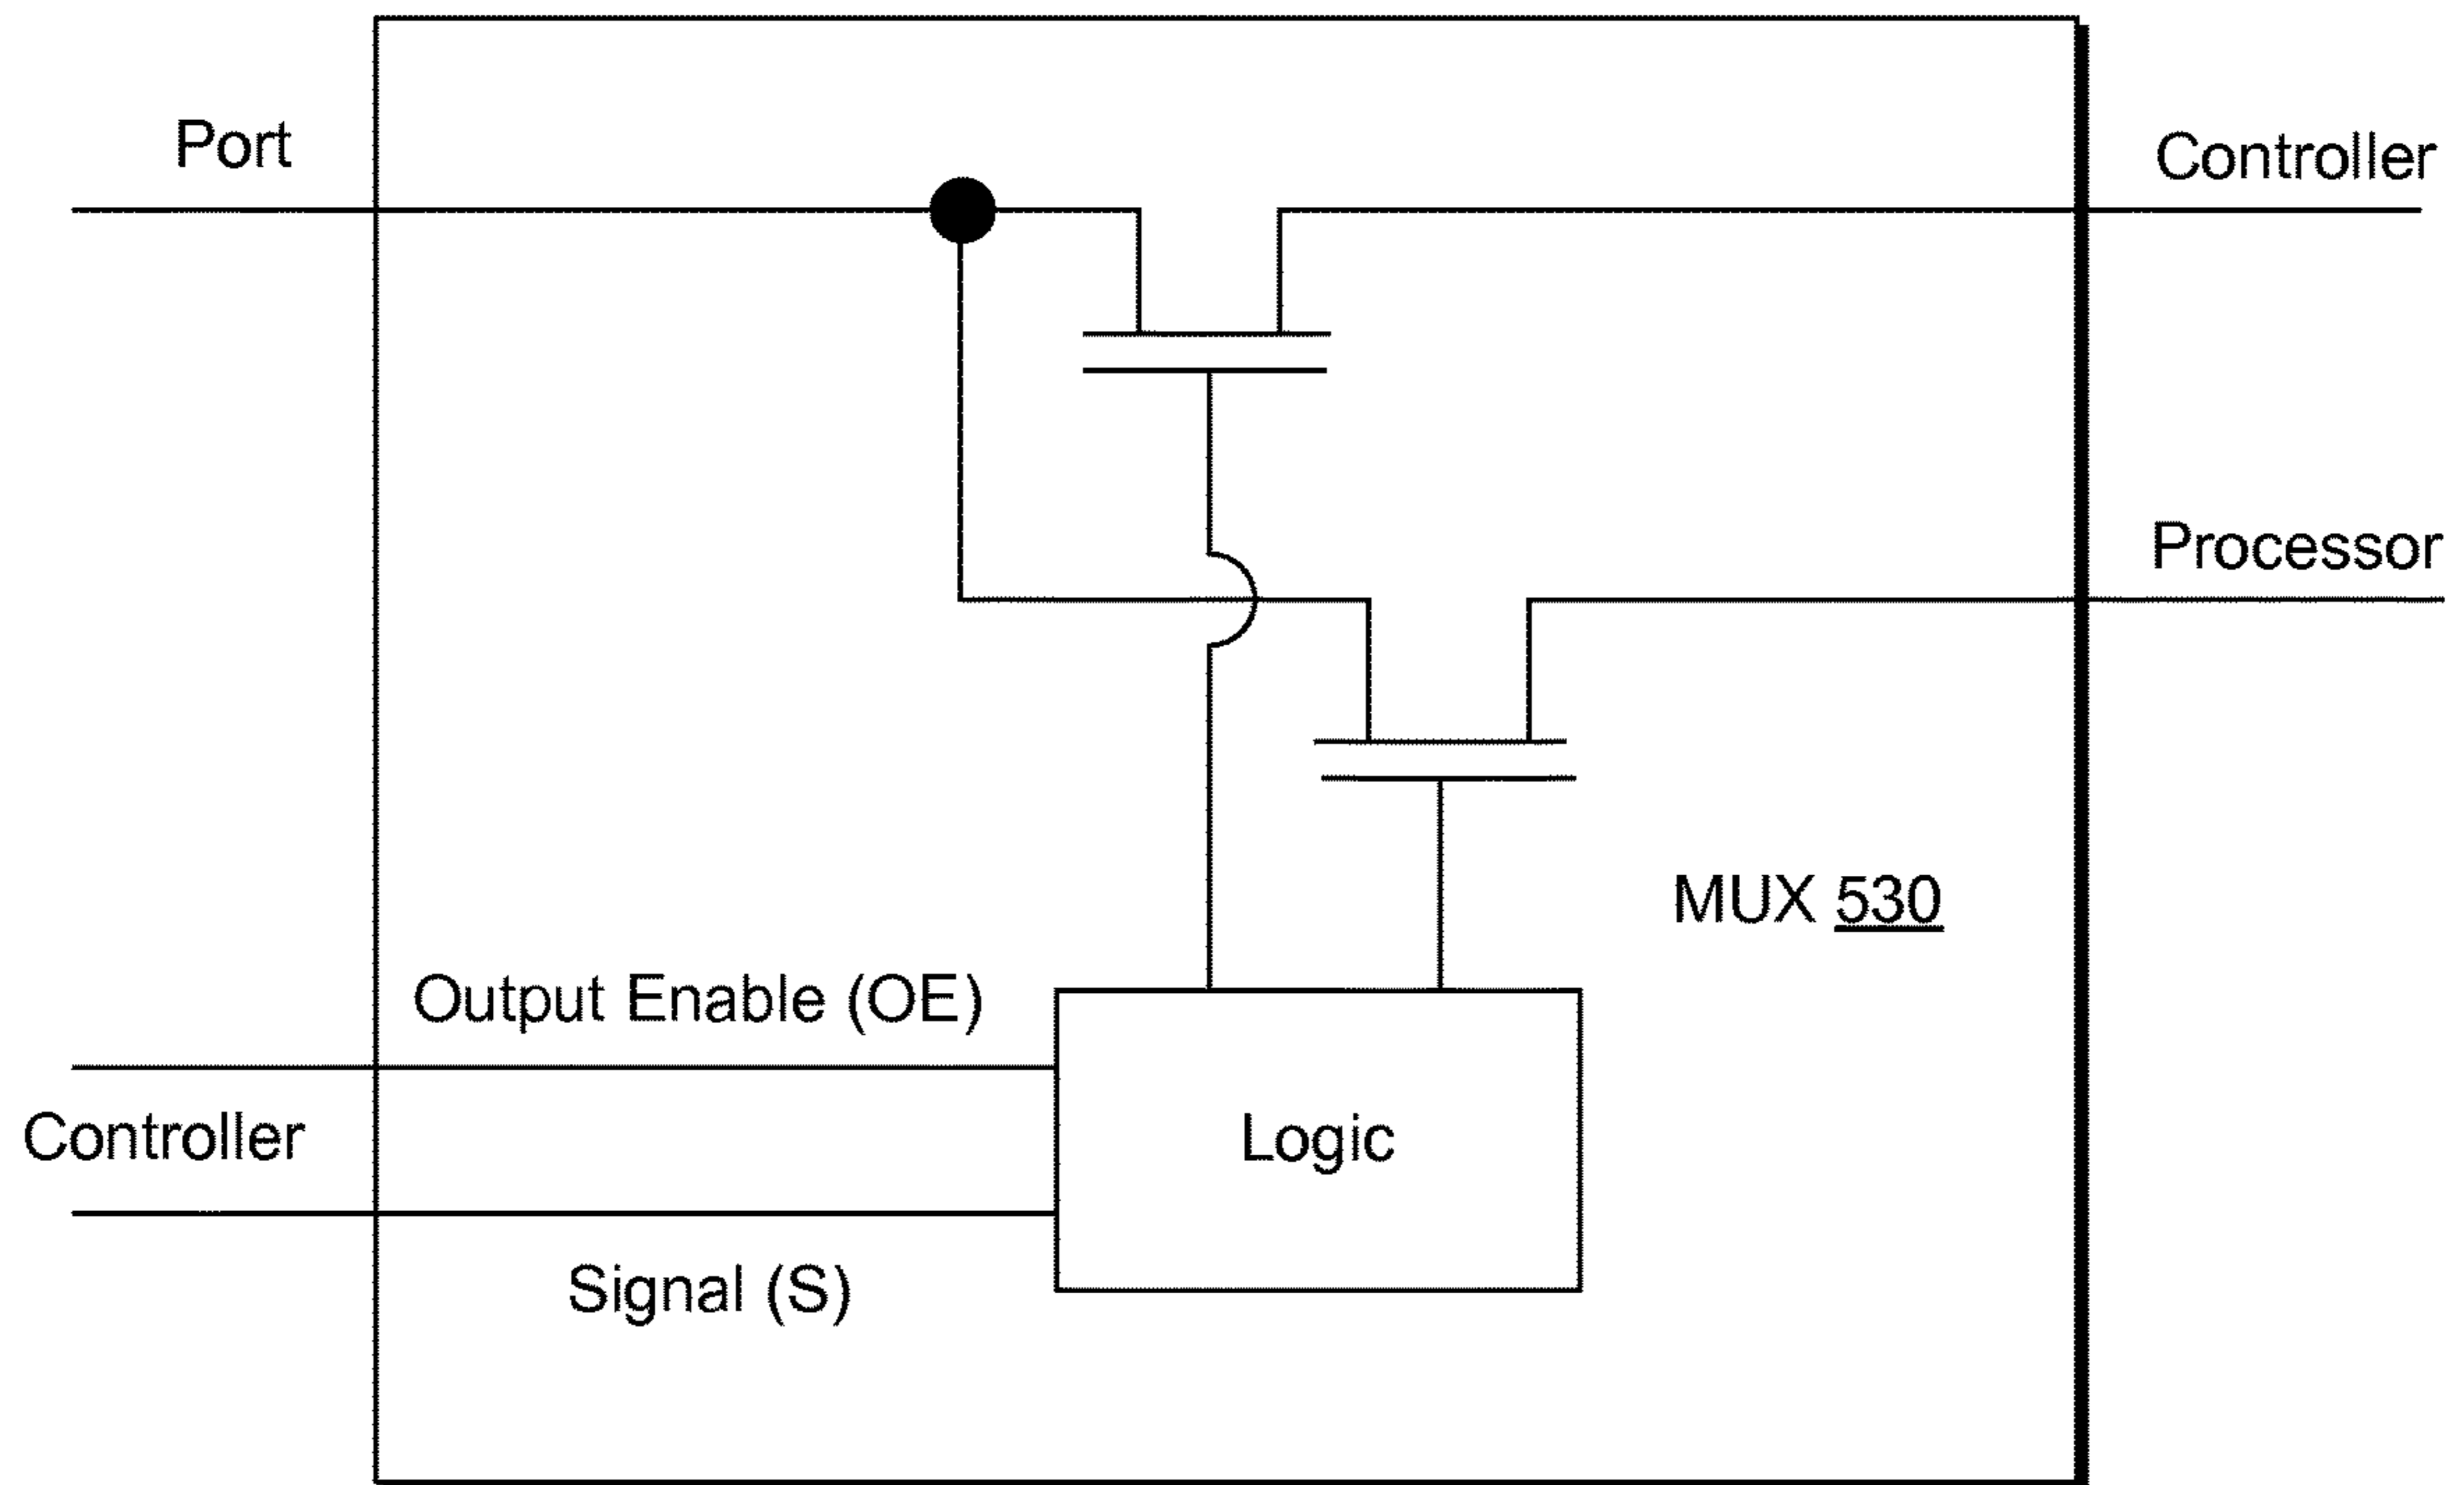 Port
Controller
Processor
MUX 530
Output Enable (OE)
Controller
Logic
Signal (S)